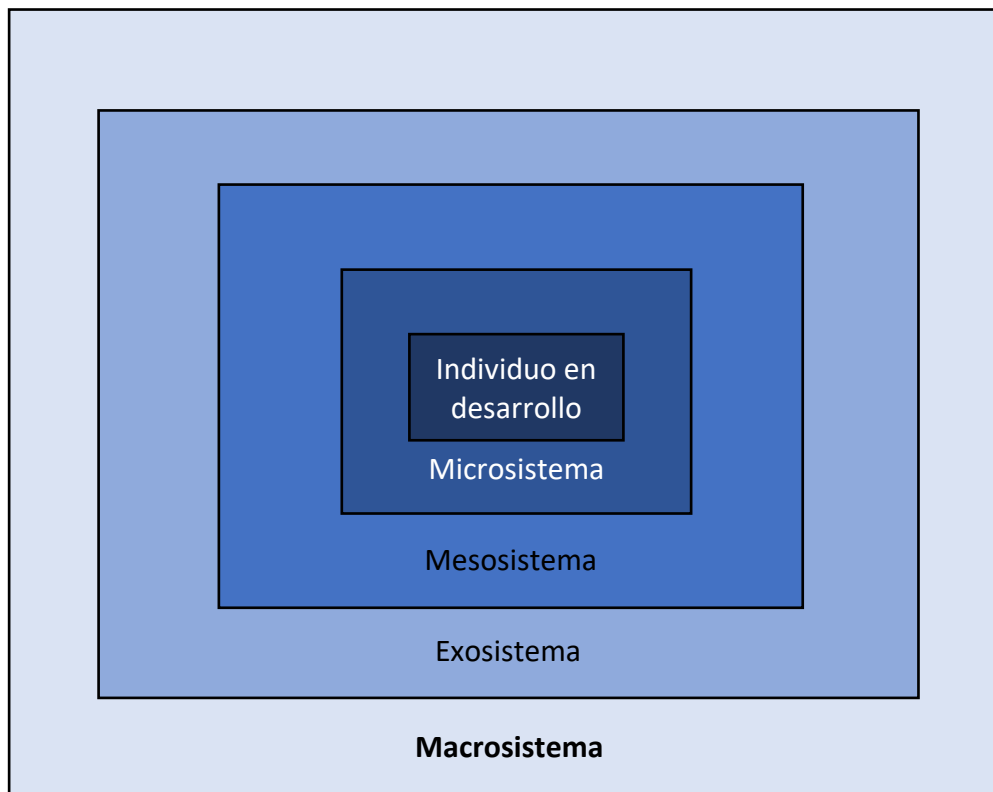 Individuo en
desarrollo
Microsistema
Mesosistema
Exosistema
Macrosistema